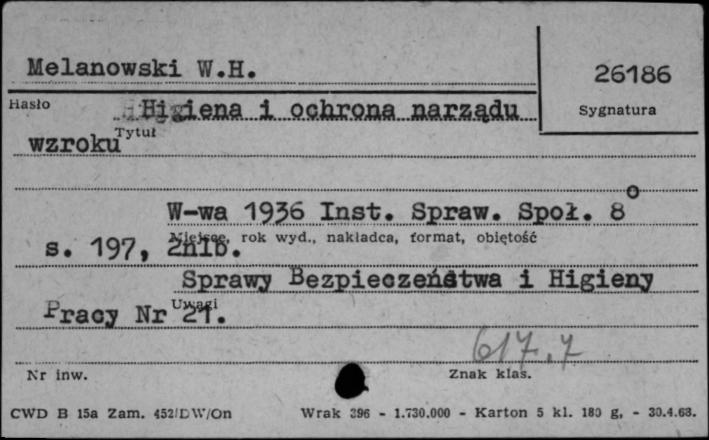 Melanowski W.H.
26186
Hasło
Higiena i ochrona narządu
Sygnatura
Tytuł
wzroku
W-wa 1936 Inst. Spraw. Społ. 8°
Miejsce, rok wyd., nakładca, format, objętość
s. 197, 2nlb.
Sprawy Bezpieczeństwa i Higieny
Uwagi
Pracy Nr 21.
617.7
Nr inw.
Znak klas.
CWD B 15a Zam. 452/DW/On Wrak 396 - 1.730.000 - Karton 5 kl. 180 g, - 30.4.68.